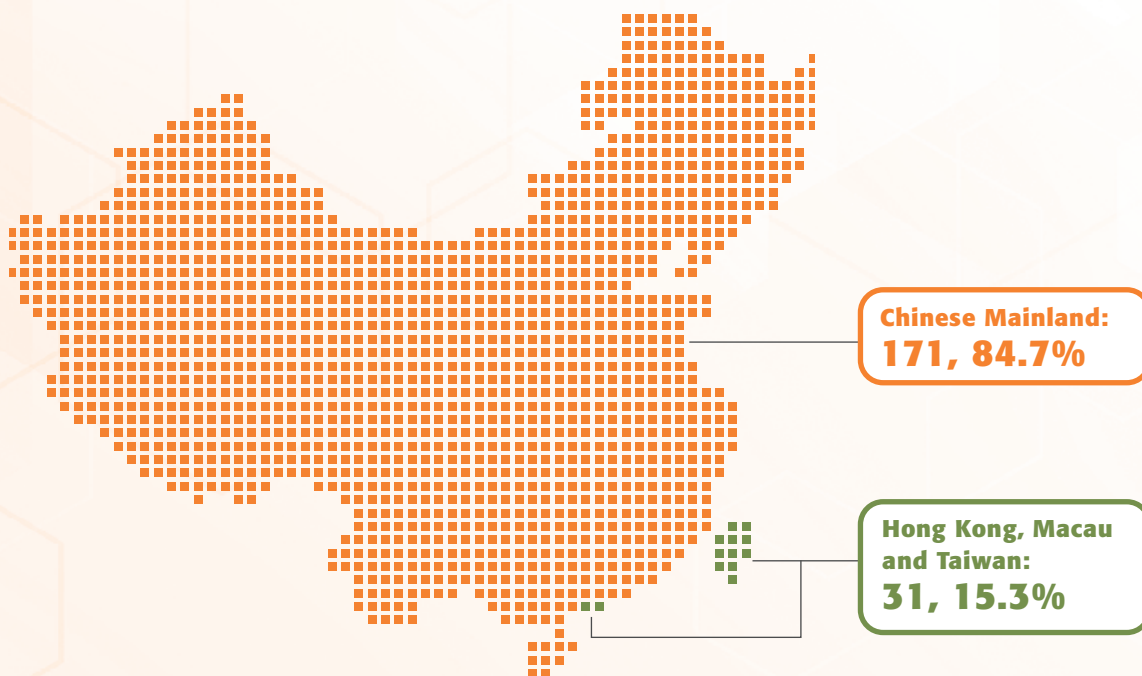 Chinese Mainland:
171, 84.7%
Hong Kong, Macau
and Taiwan:
31, 15.3%